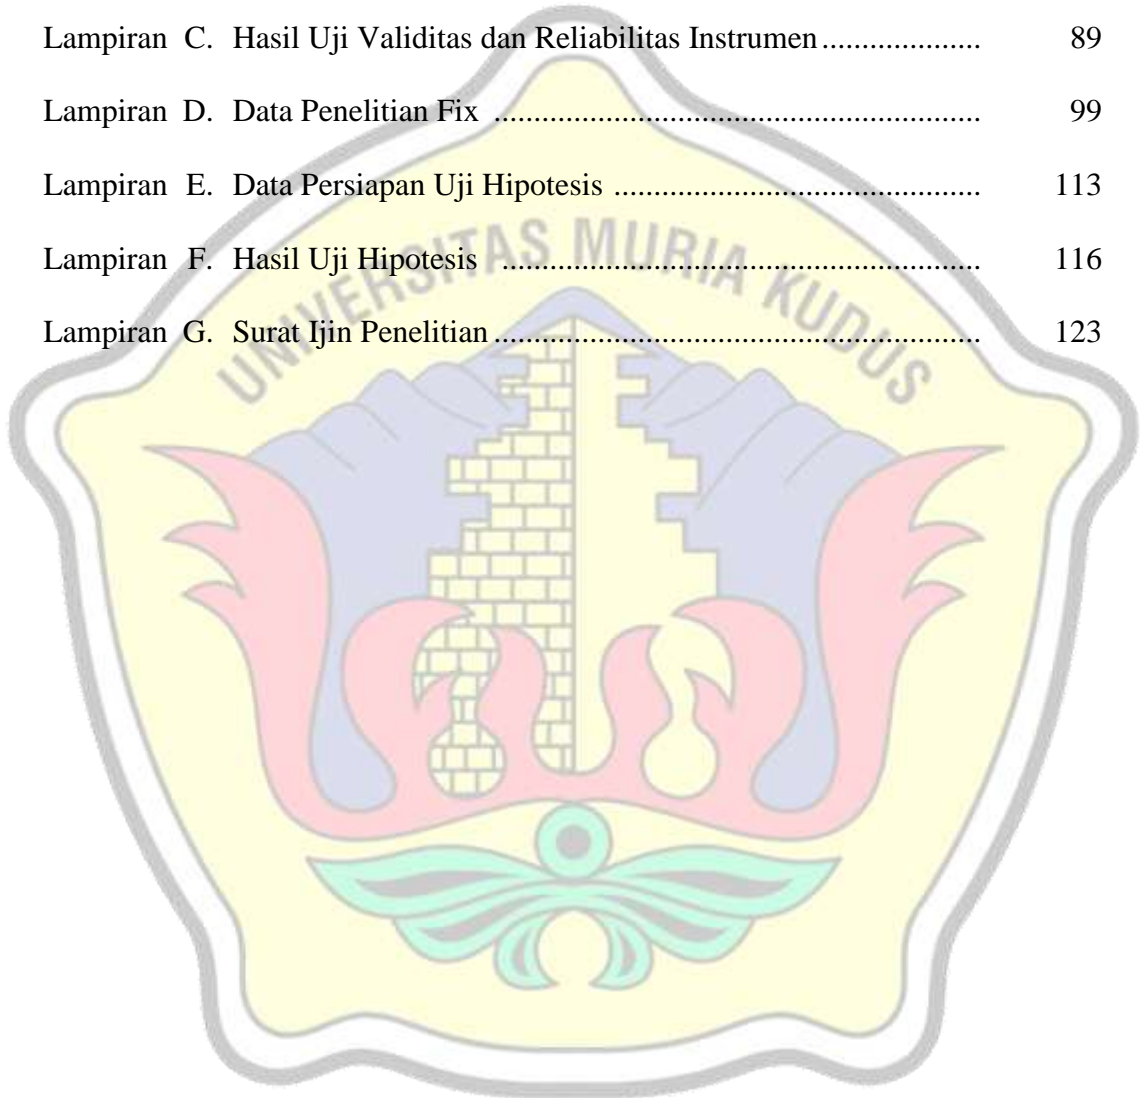 Lampiran C. Hasil Uji Validitas dan Reliabilitas Instrumen .................... 89
Lampiran D. Data Penelitian Fix ............................................................. 99
Lampiran E. Data Persiapan Uji Hipotesis .............................................. 113
Lampiran F. Hasil Uji Hipotesis ............................................................ 116
Lampiran G. Surat Ijin Penelitian ............................................................. 123
UNIVERSITAS MURIA KUDUS